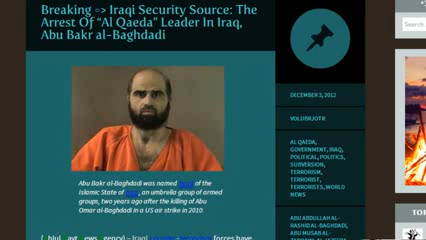 Breaking => Iraqi Security Source: The
Arrest Of “Al Qaeda” Leader In Iraq,
Abu Bakr al-Baghdadi
Abu Bakr al-Baghdadi was named of the
Islamic State of , an umbrella group of armed
groups, two years after the killing of Abu
Omar al-Baghdadi in a US air strike in 2010.
forces have
DECEMBER 2, 2012
VOLUBRJOTR
AL QAEDA,
GOVERNMENT, IRAQ,
POLITICAL, POLITICS,
SUBVERSION,
TERRORISM,
TERRORIST,
TERRORISTS, WORLD
NEWS
ABU ABDULLAH AL-
RASHID AL-BAGHDADI,
ABU MUSAB AL-
Search
TOP